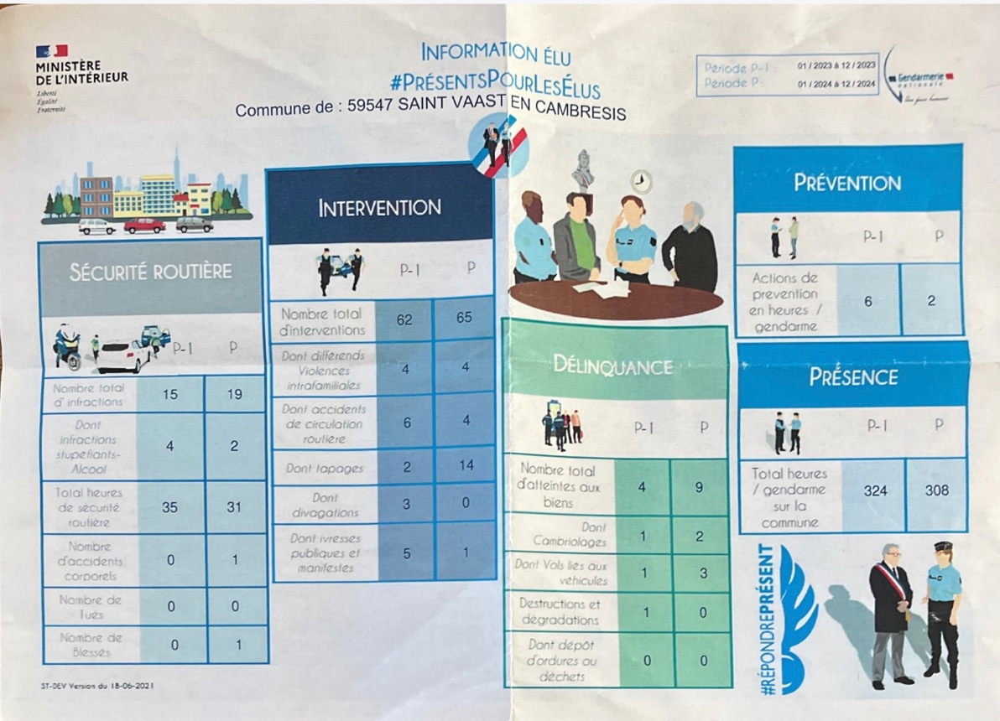 MINISTÈRE
DE L'INTÉRIEUR
Liberté
Égalité
Fraternité
INFORMATION ÉLU
#PRÉSENTSPOURLESÉLUS
Commune de : 59547 SAINT VAAST EN CAMBRESIS
Période P-1 : 01 / 2023 à 12 / 2023
Période P : 01 / 2024 à 12 / 2024
Gendarmerie
nationale
Une force humaine
SÉCURITÉ ROUTIÈRE
P-1 P
Nombre total
d'infractions 15 19
Dont
infractions
stupéfiants-
Alcool 4 2
Total heures
de sécurité
routière 35 31
Nombre
d'accidents
corporels 0 1
Nombre de
Tués 0 0
Nombre de
Blessés 0 1
ST-DEV Version du 18-06-2021
INTERVENTION
P-1 P
Nombre total
d'interventions 62 65
Dont différends
Violences
intrafamiliales 4 4
Dont accidents
de circulation
routière 6 4
Dont tapages 2 14
Dont
divagations 3 0
Dont ivresses
publiques et
manifestes 5 1
DÉLINQUANCE
P-1 P
Nombre total
d'atteintes aux
biens 4 9
Dont
Cambriolages 1 2
Dont Vols liés aux
véhicules 1 3
Destructions et
dégradations 1 0
Dont dépôt
d'ordures ou
déchets 0 0
PRÉVENTION
P-1 P
Actions de
prévention
en heures /
gendarme 6 2
PRÉSENCE
P-1 P
Total heures
/ gendarme
sur la
commune 324 308
#RÉPONDREPRÉSENT